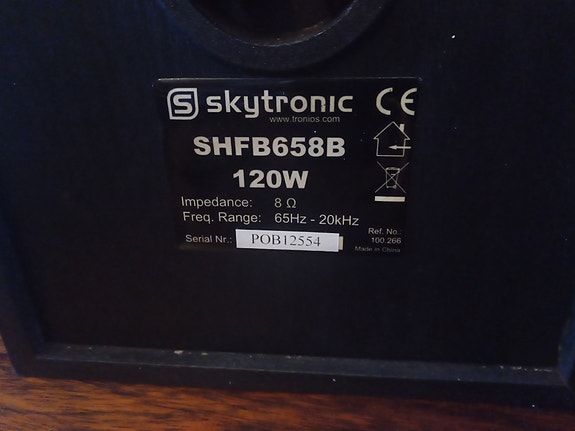 skytronic CE
www.tronios.com
SHFB658B
120W
Impedance: 8 Ω
Freq. Range: 65Hz - 20kHz
Serial Nr.: POB12554
Ref. No.:
100.266
Made in China